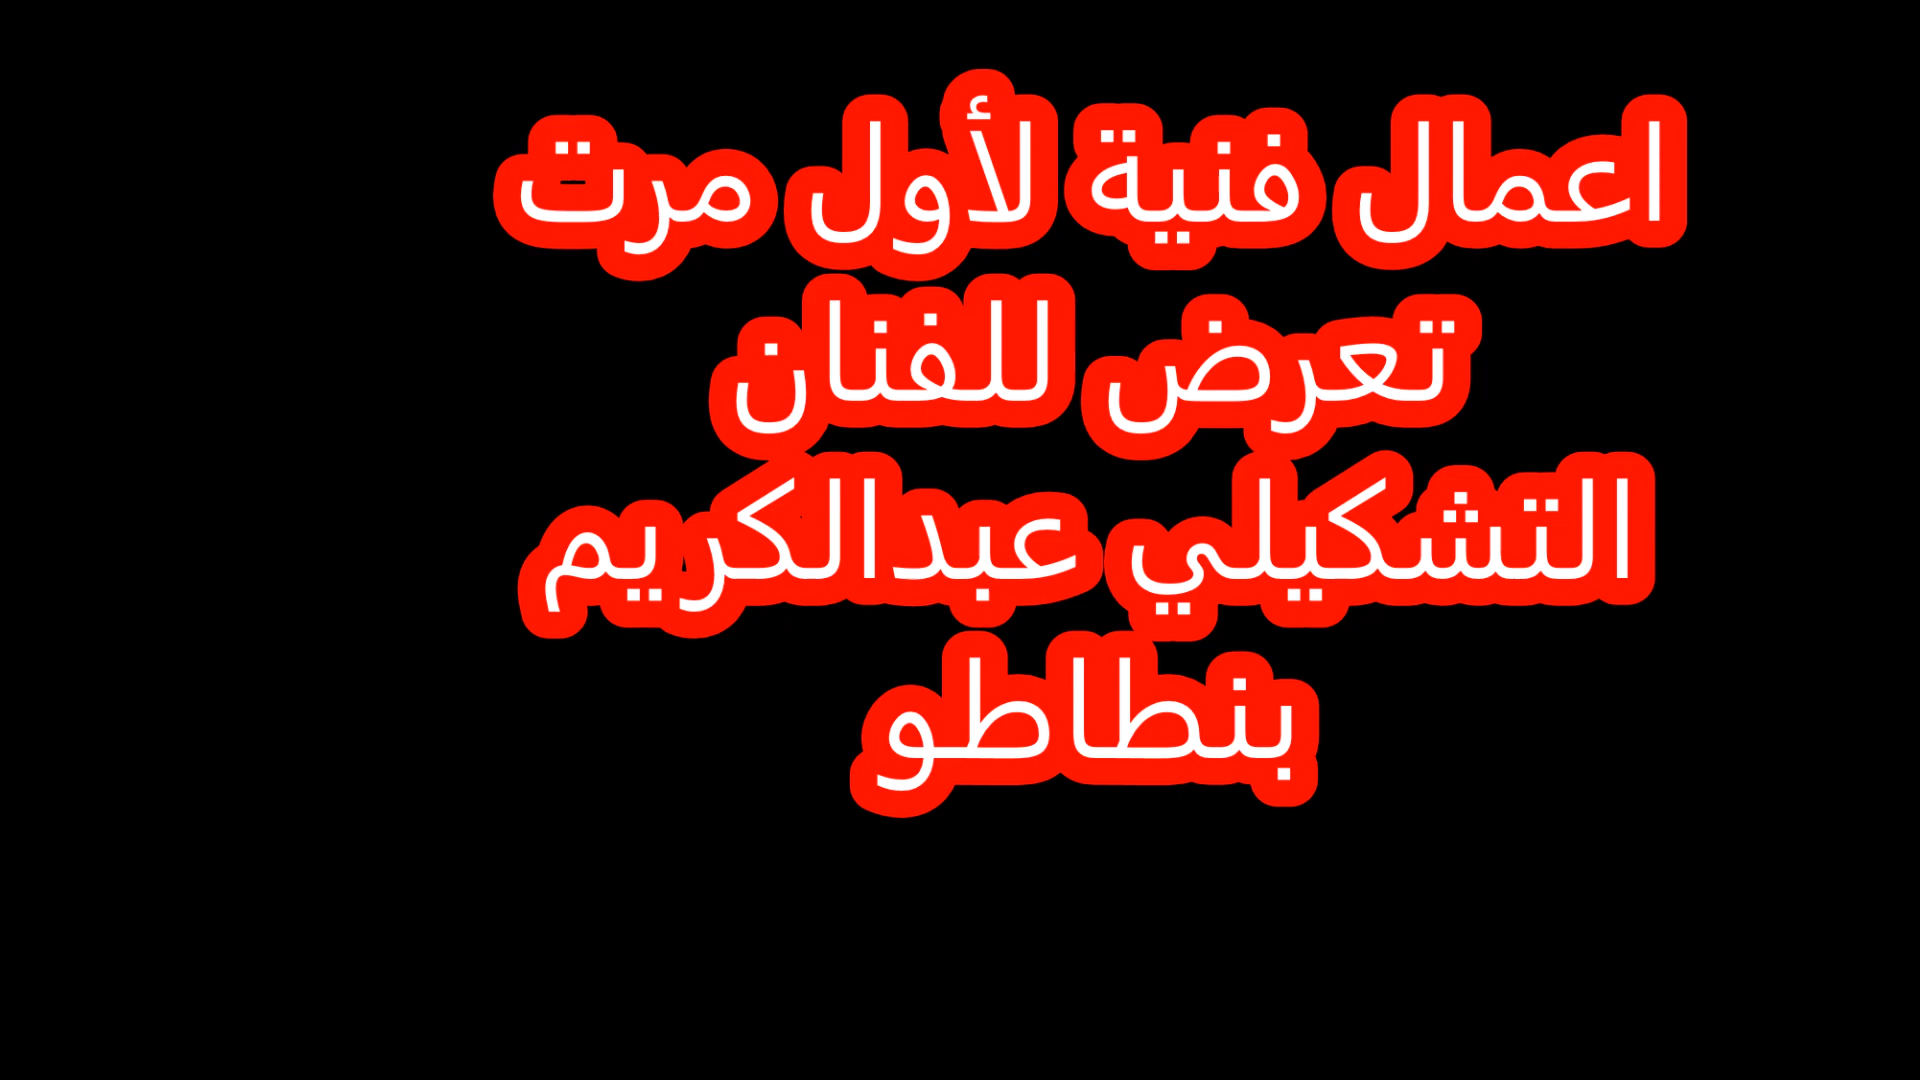 اعمال فنية لأول مرت
تعرض للفنان
التشكيلي عبدالكريم
بنطاطو